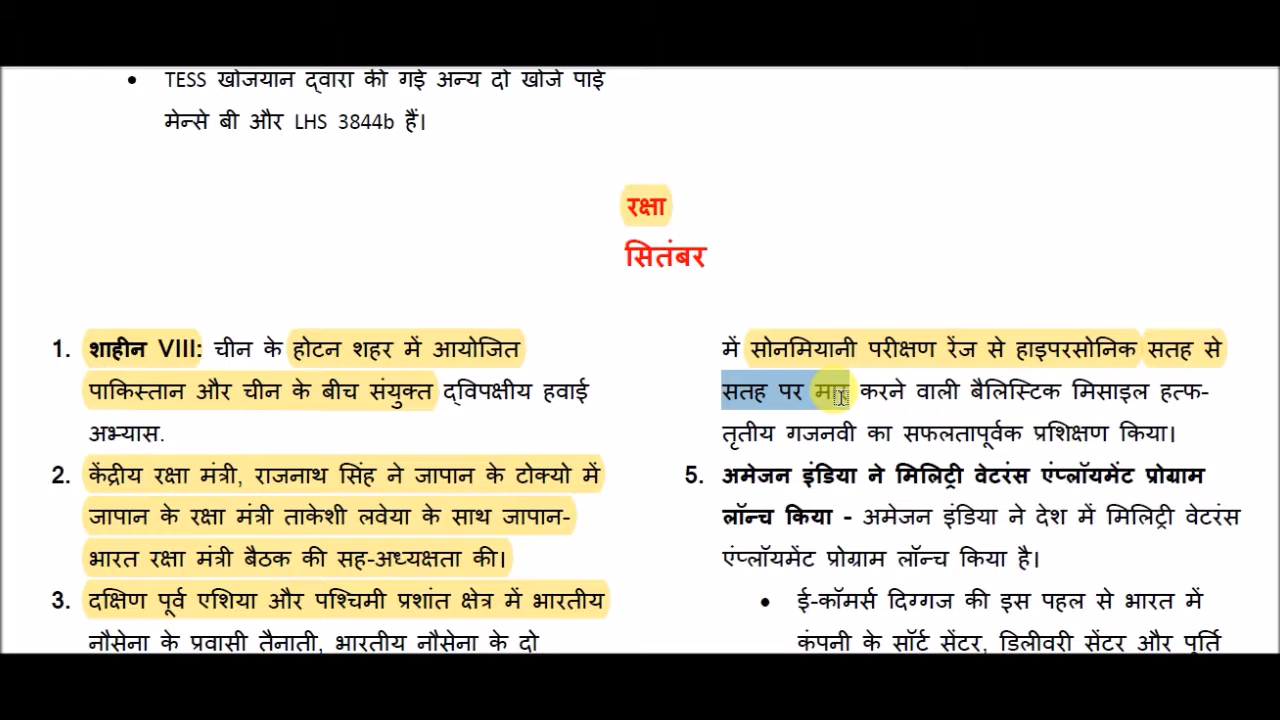 TESS खोजयान द्वारा की गई अन्य दो खोजें पाई
मेन्से बी और LHS 3844b हैं।
रक्षा
सितंबर
1. शाहीन VIII: चीन के होटन शहर में आयोजित
पाकिस्तान और चीन के बीच संयुक्त द्विपक्षीय हवाई
अभ्यास.
2. केंद्रीय रक्षा मंत्री, राजनाथ सिंह ने जापान के टोक्यो में
जापान के रक्षा मंत्री ताकेशी लवेया के साथ जापान-
भारत रक्षा मंत्री बैठक की सह-अध्यक्षता की।
3. दक्षिण पूर्व एशिया और पश्चिमी प्रशांत क्षेत्र में भारतीय
नौसेना के प्रवासी तैनाती, भारतीय नौसेना के दो
में सोनमियानी परीक्षण रेंज से हाइपरसोनिक सतह से
सतह पर मार करने वाली बैलिस्टिक मिसाइल हत्फ-
तृतीय गजनवी का सफलतापूर्वक प्रशिक्षण किया।
5. अमेजन इंडिया ने मिलिट्री वेटरंस एंप्लॉयमेंट प्रोग्राम
लॉन्च किया - अमेजन इंडिया ने देश में मिलिट्री वेटरंस
एंप्लॉयमेंट प्रोग्राम लॉन्च किया है।
ई-कॉमर्स दिग्गज की इस पहल से भारत में
कंपनी के सॉर्ट सेंटर, डिलीवरी सेंटर और पूर्ति